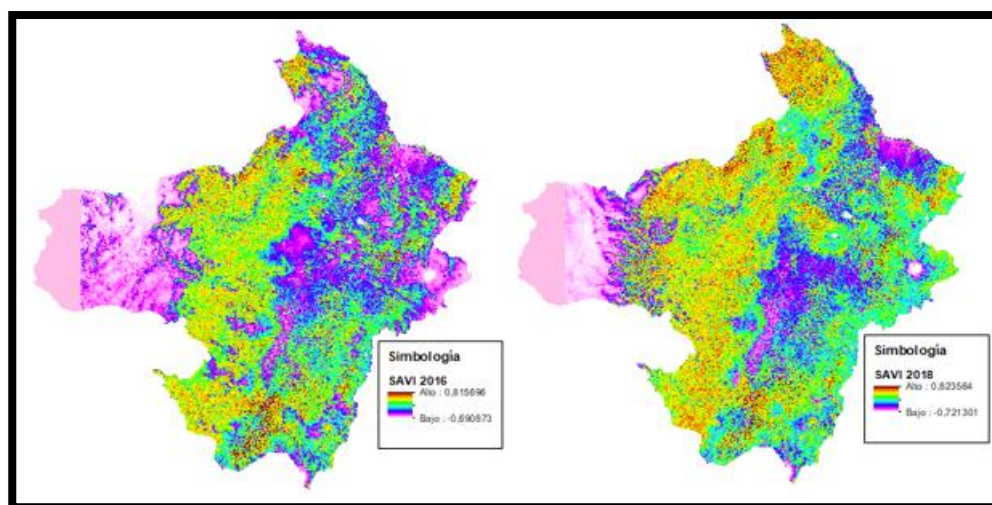 Simbología
SAVI 2016
Alto : 0,815696
Bajo : -0,690873
Simbología
SAVI 2018
Alto : 0,823564
Bajo : -0,721301